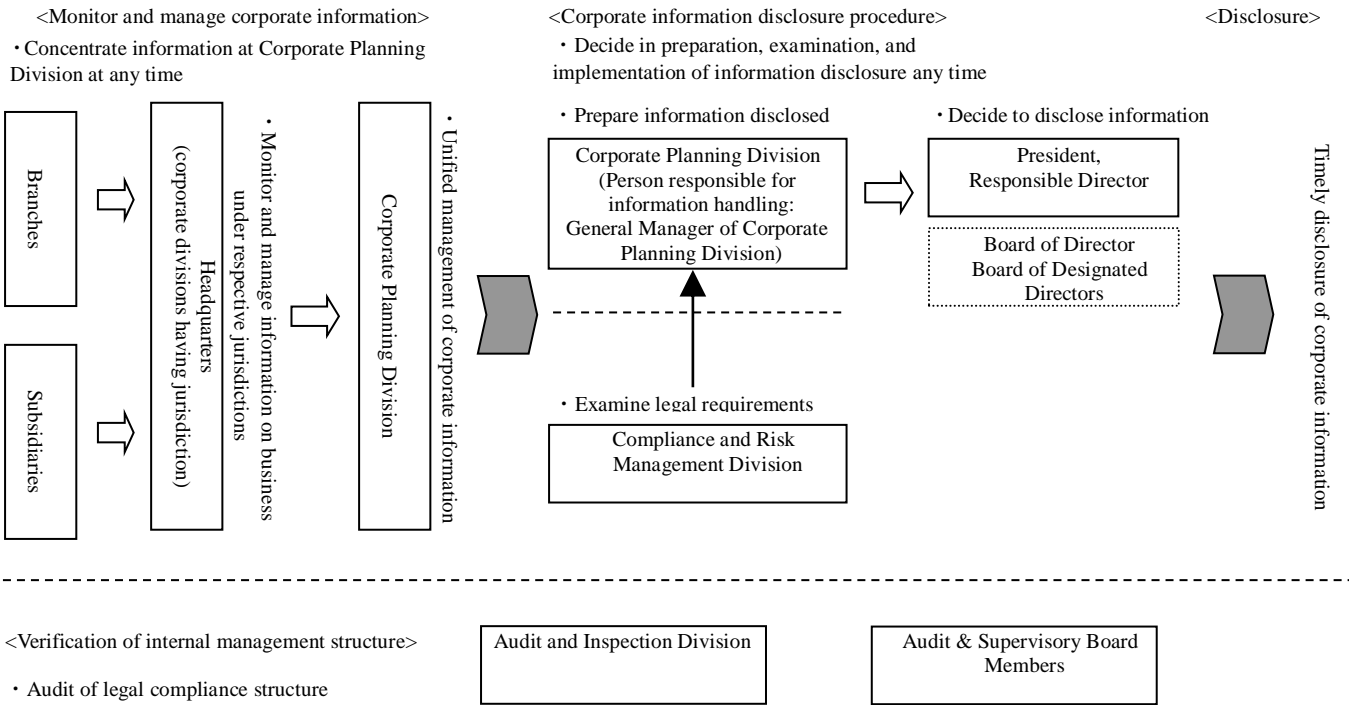 <Monitor and manage corporate information>
・Concentrate information at Corporate Planning
Division at any time
Branches
Subsidiaries
Headquarters
(corporate divisions having jurisdiction)
・Monitor and manage information on business
under respective jurisdictions
Corporate Planning Division
・Unified management of corporate information
<Corporate information disclosure procedure>
・Decide in preparation, examination, and
implementation of information disclosure any time
・Prepare information disclosed
Corporate Planning Division
(Person responsible for
information handling:
General Manager of Corporate
Planning Division)
・Examine legal requirements
Compliance and Risk
Management Division
・Decide to disclose information
President,
Responsible Director
Board of Director
Board of Designated
Directors
<Disclosure>
Timely disclosure of corporate information
<Verification of internal management structure>
・Audit of legal compliance structure
Audit and Inspection Division
Audit & Supervisory Board
Members